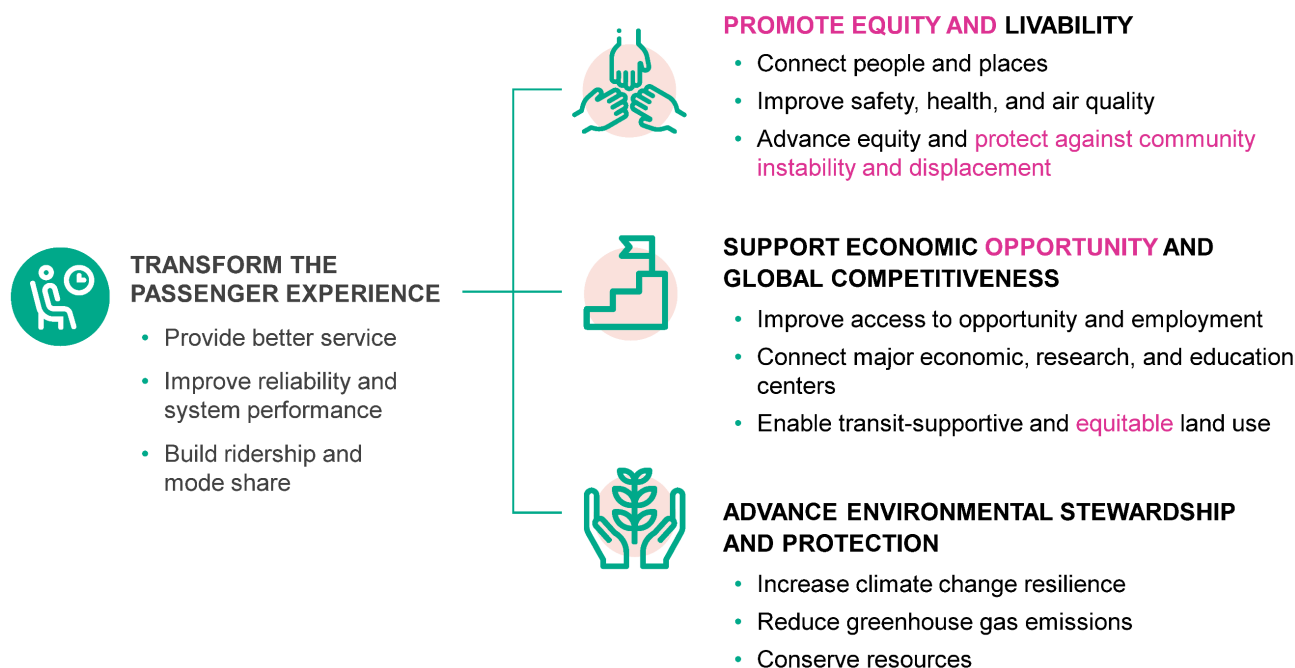 TRANSFORM THE
PASSENGER EXPERIENCE
• Provide better service
• Improve reliability and
system performance
• Build ridership and
mode share
PROMOTE EQUITY AND LIVABILITY
• Connect people and places
• Improve safety, health, and air quality
• Advance equity and protect against community
instability and displacement
SUPPORT ECONOMIC OPPORTUNITY AND
GLOBAL COMPETITIVENESS
• Improve access to opportunity and employment
• Connect major economic, research, and education
centers
• Enable transit-supportive and equitable land use
ADVANCE ENVIRONMENTAL STEWARDSHIP
AND PROTECTION
• Increase climate change resilience
• Reduce greenhouse gas emissions
• Conserve resources